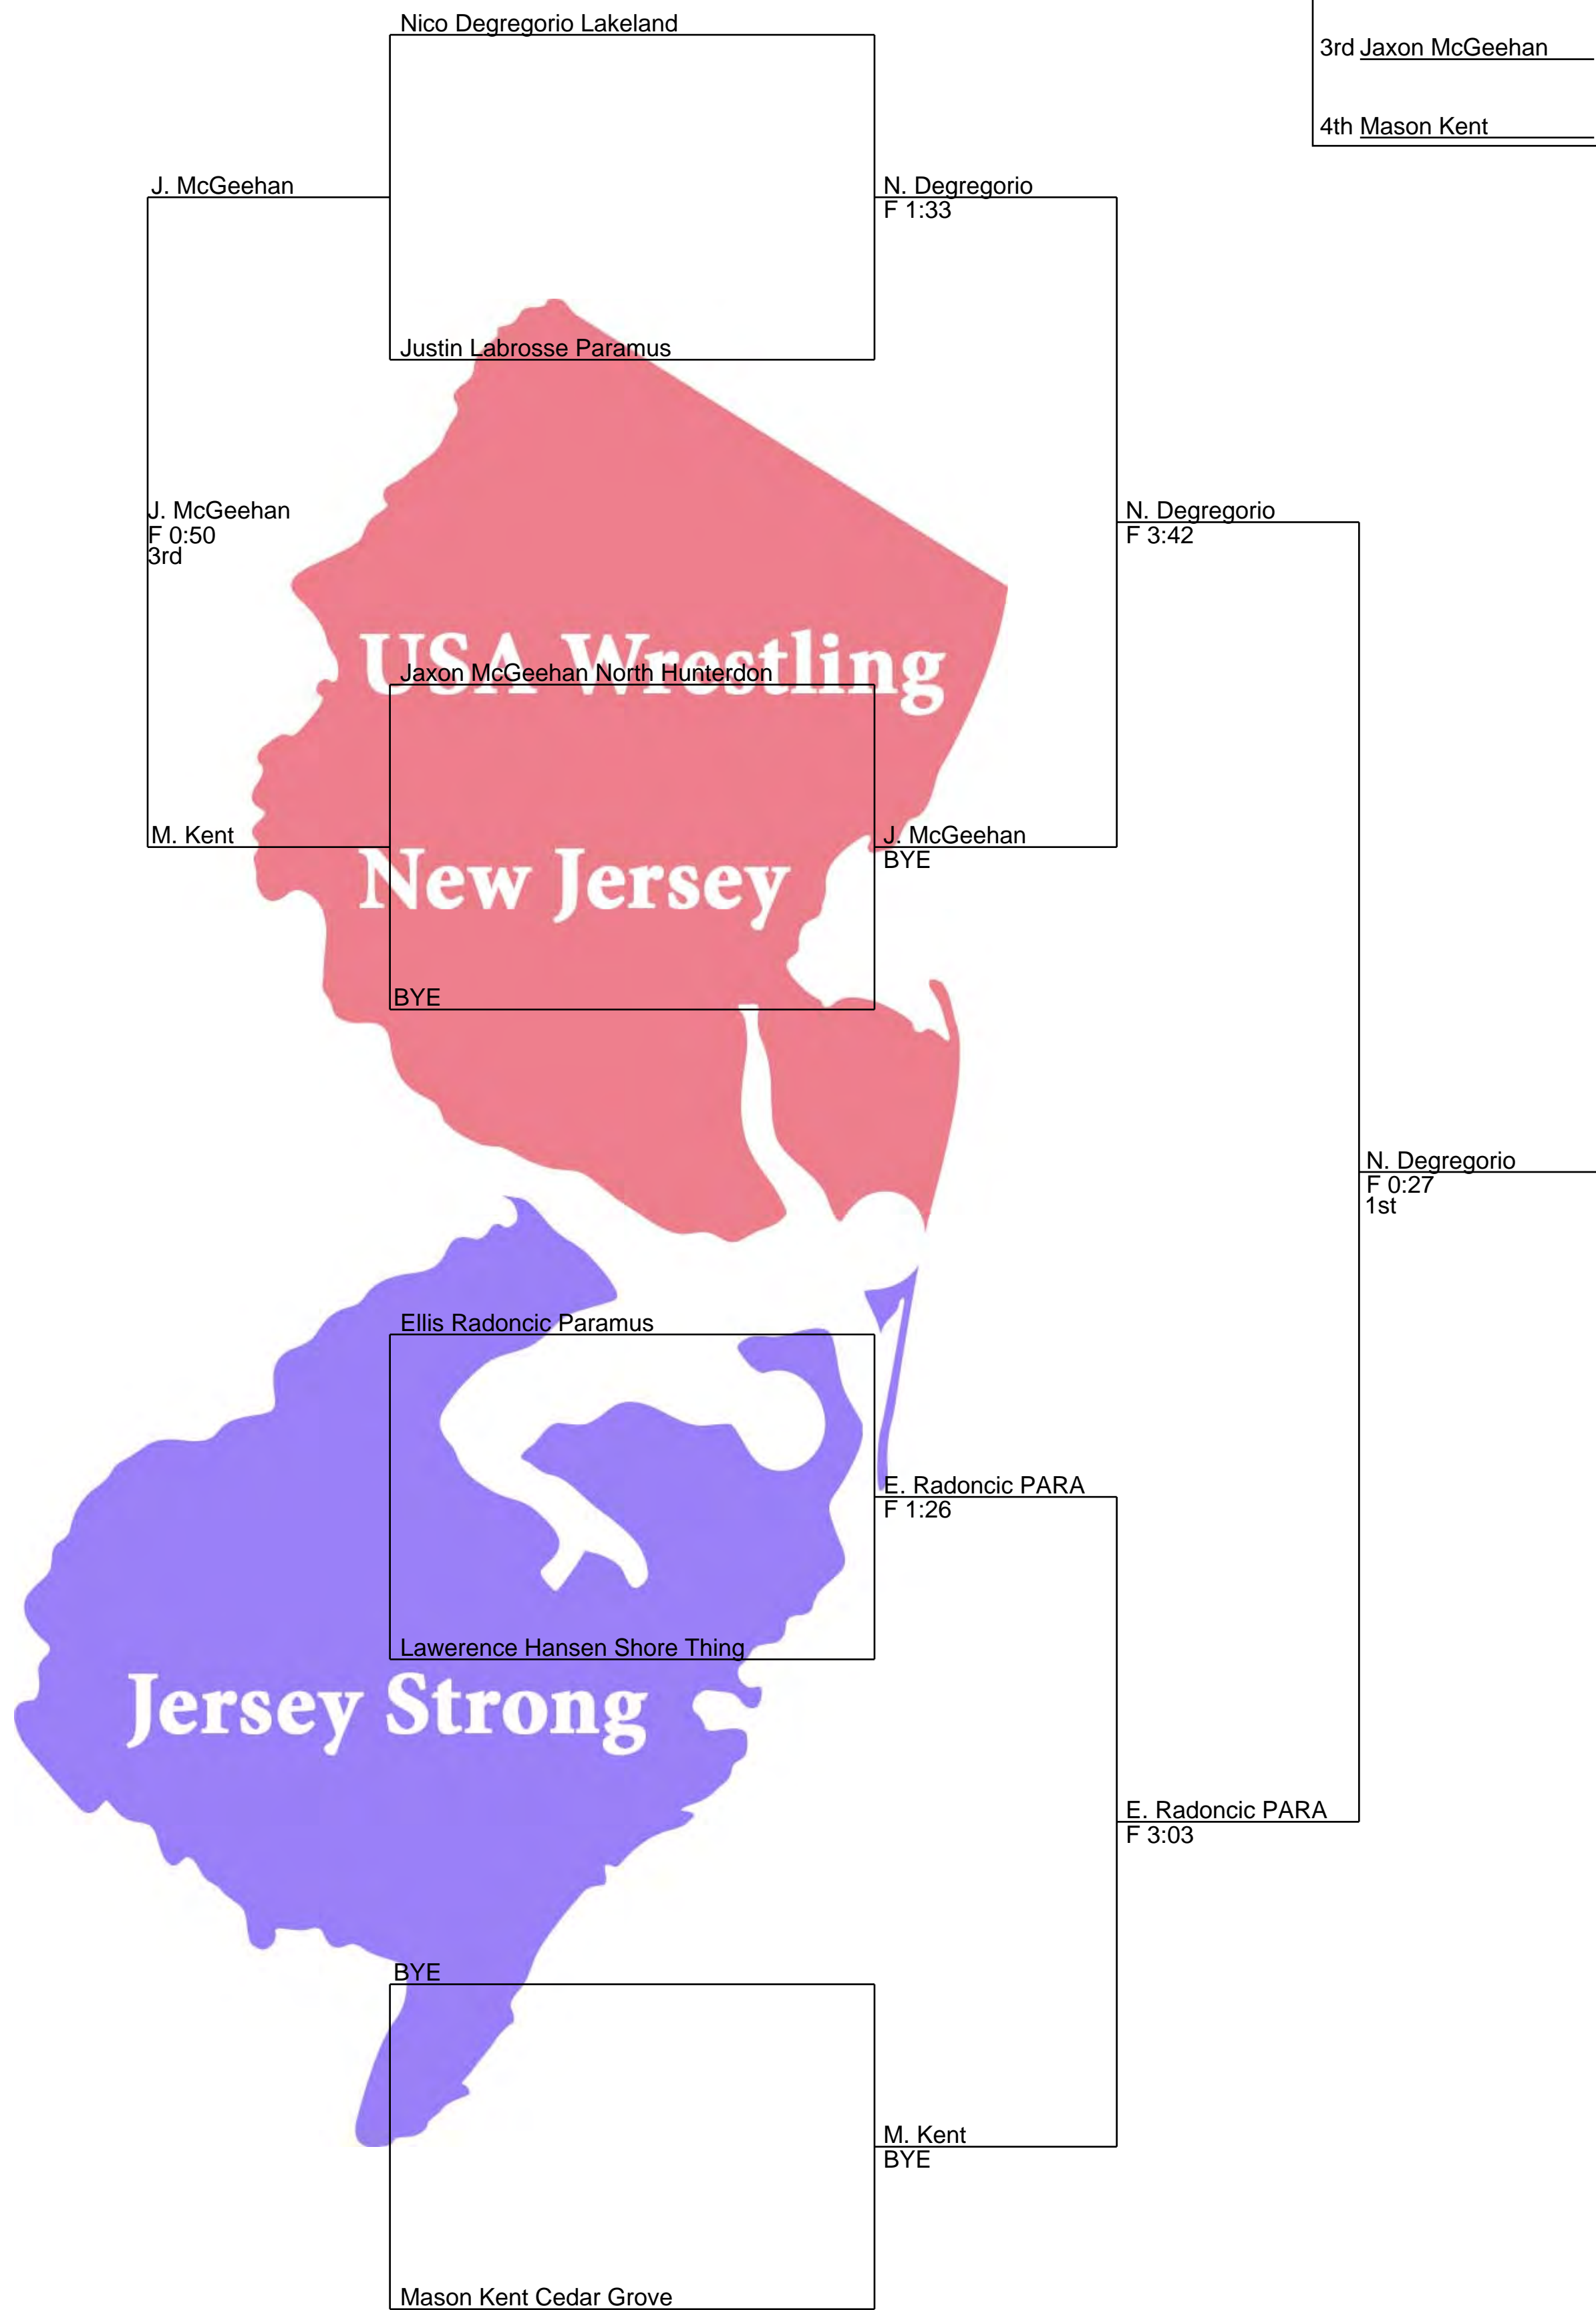 Nico Degregorio Lakeland
3rd Jaxon McGeehan
4th Mason Kent
J. McGeehan
N. Degregorio
F 1:33
Justin Labrosse Paramus
J. McGeehan
F 0:50
3rd
N. Degregorio
F 3:42
USA Wrestling
Jaxon McGeehan North Hunterdon
M. Kent
J. McGeehan
BYE
New Jersey
BYE
N. Degregorio
F 0:27
1st
Ellis Radoncic Paramus
E. Radoncic PARA
F 1:26
Lawerence Hansen Shore Thing
Jersey Strong
E. Radoncic PARA
F 3:03
BYE
M. Kent
BYE
Mason Kent Cedar Grove